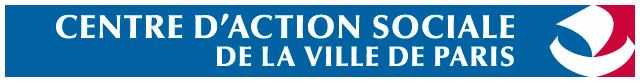 CENTRE D’ACTION SOCIALE
DE LA VILLE DE PARIS